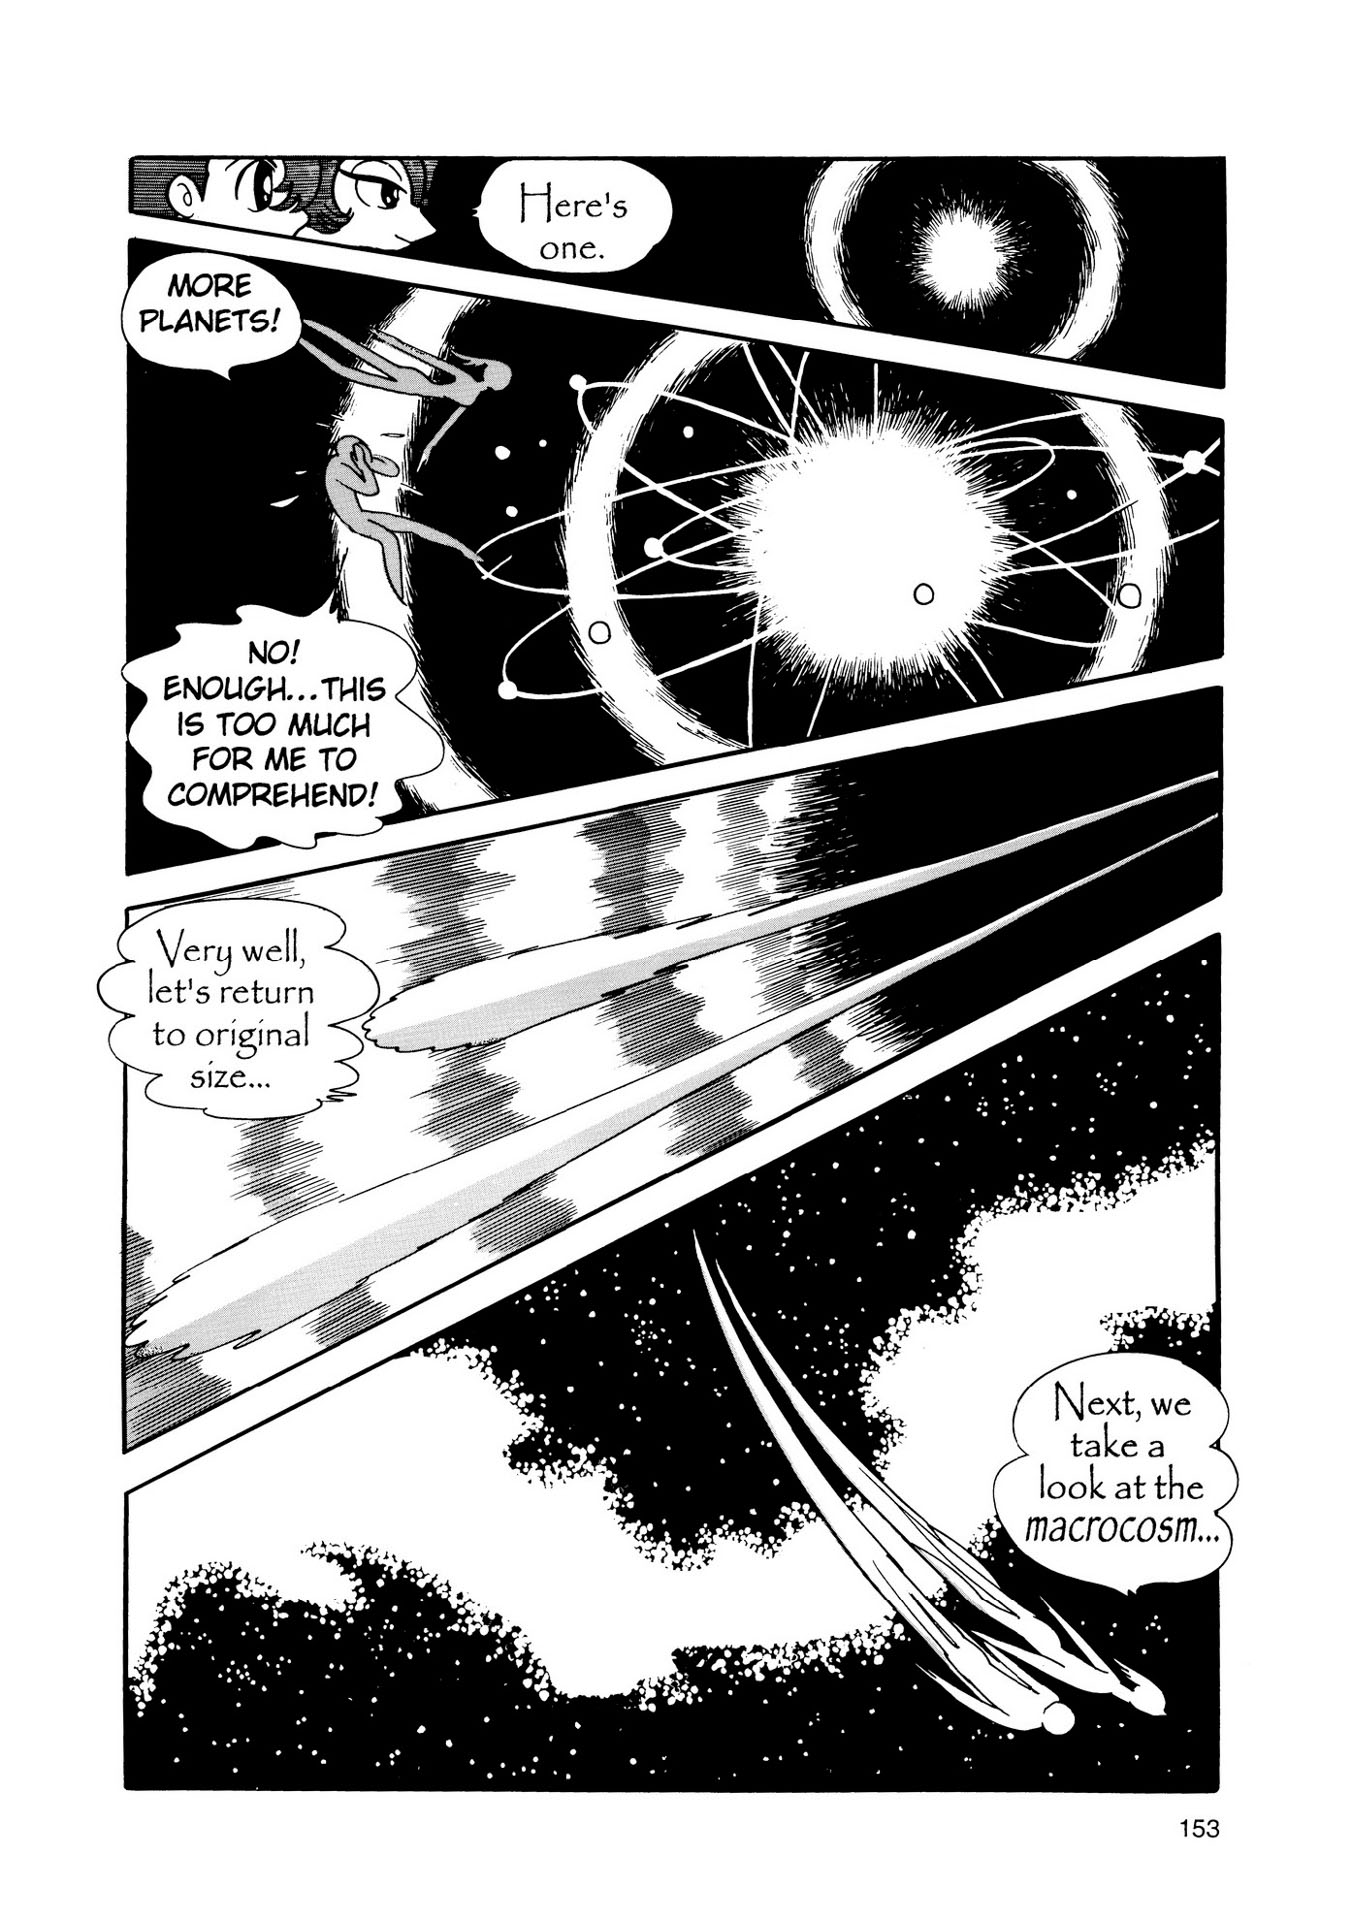 Here's
one.
MORE
PLANETS!
NO!
ENOUGH...THIS
IS TOO MUCH
FOR ME TO
COMPREHEND!
Very well,
let's return
to original
size...
Next, we
take a
look at the
macrocosm...
153